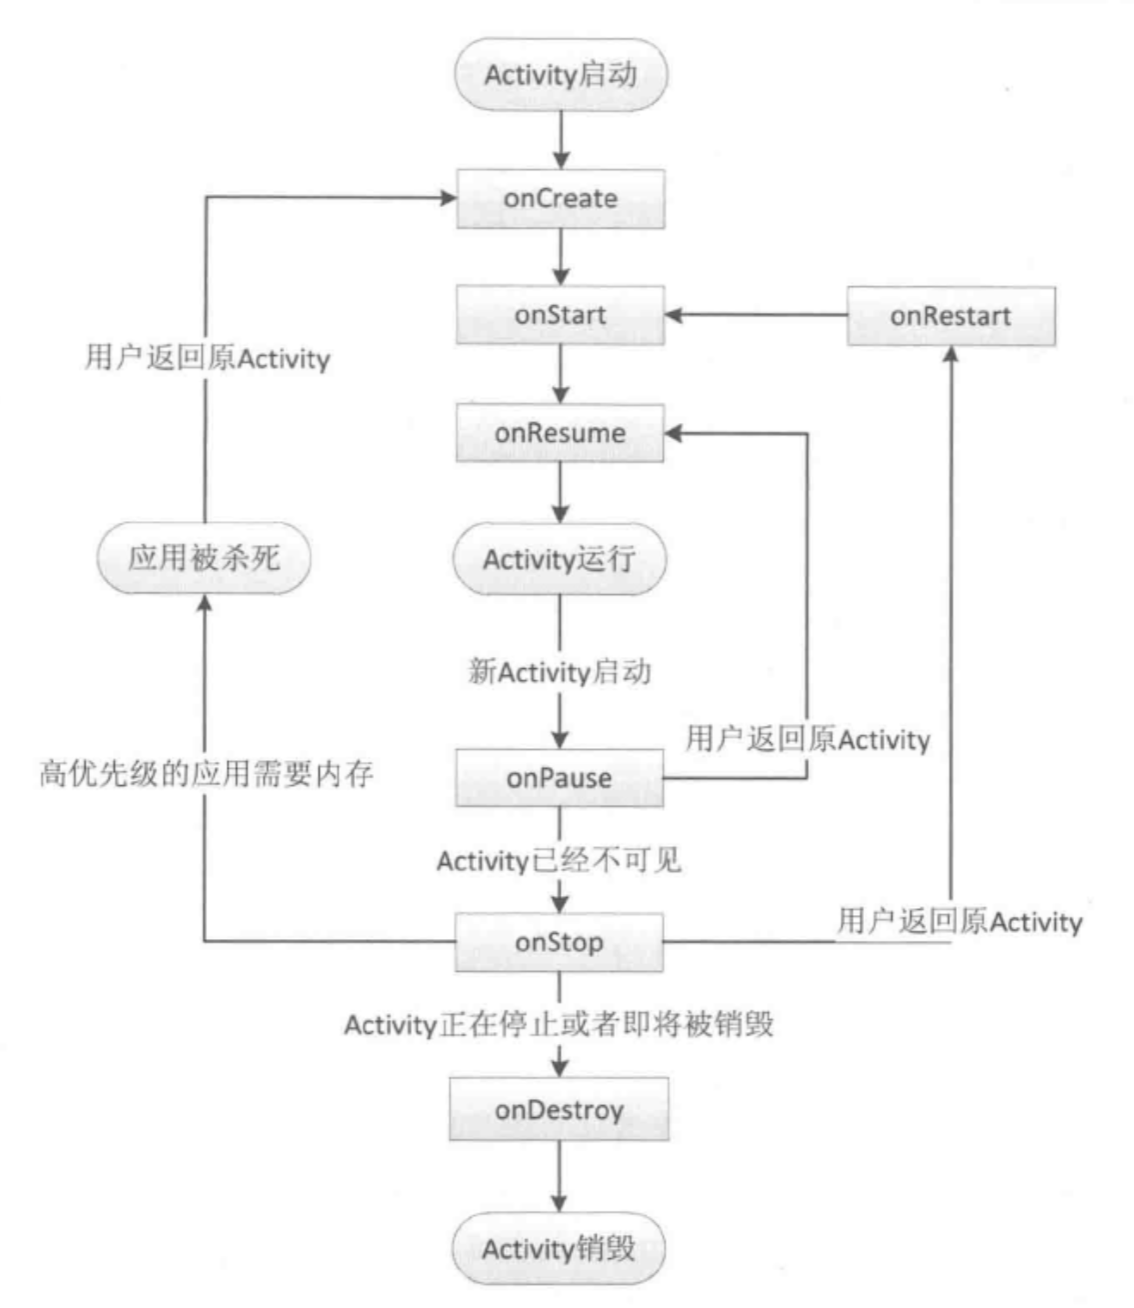 Activity启动
onCreate
onStart
onRestart
用户返回原Activity
onResume
应用被杀死
Activity运行
新Activity启动
用户返回原Activity
高优先级的应用需要内存
onPause
Activity已经不可见
用户返回原Activity
onStop
Activity正在停止或者即将被销毁
onDestroy
Activity销毁